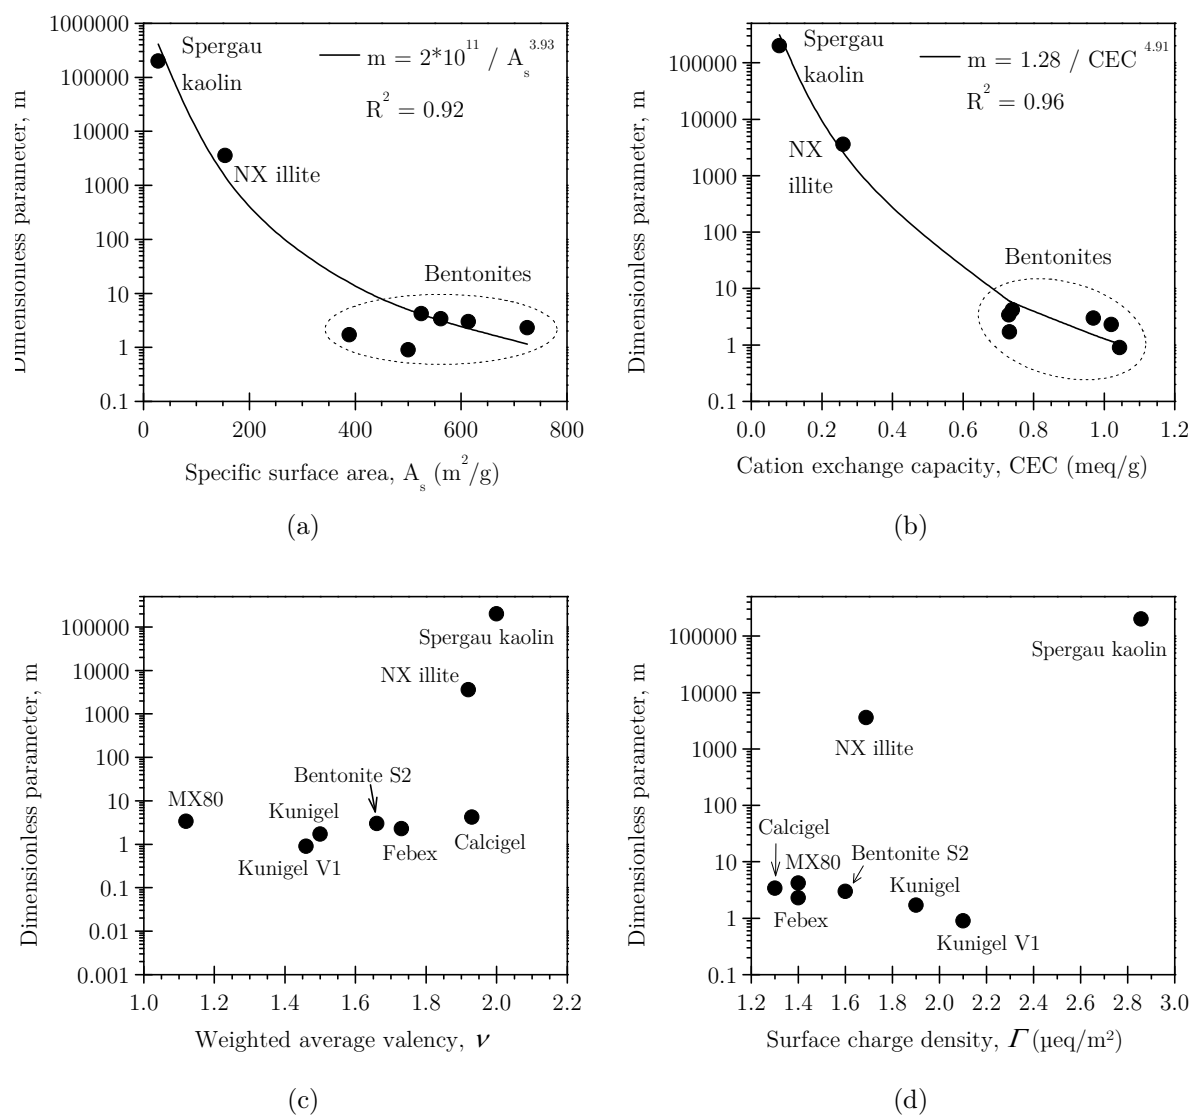 1000000
100000
10000
1000
100
10
1
0.1
Dimensionless parameter, m
Spergau
kaolin
m = 2*10^11 / A_s^3.93
R^2 = 0.92
NX illite
Bentonites
0 200 400 600 800
Specific surface area, A_s (m^2/g)
(a)
100000
10000
1000
100
10
1
0.1
Dimensionless parameter, m
Spergau
kaolin
m = 1.28 / CEC^4.91
R^2 = 0.96
NX
illite
Bentonites
0.0 0.2 0.4 0.6 0.8 1.0 1.2
Cation exchange capacity, CEC (meq/g)
(b)
100000
10000
1000
100
10
1
0.1
0.01
0.001
Dimensionless parameter, m
Spergau kaolin
NX illite
Bentonite S2
MX80
Kunigel
Calcigel
Febex
Kunigel V1
1.0 1.2 1.4 1.6 1.8 2.0 2.2
Weighted average valency, ν
(c)
100000
10000
1000
100
10
1
0.1
Dimensionless parameter, m
Spergau kaolin
NX illite
Calcigel
MX80
Bentonite S2
Kunigel
Febex
Kunigel V1
1.2 1.4 1.6 1.8 2.0 2.2 2.4 2.6 2.8 3.0
Surface charge density, Γ (µeq/m²)
(d)